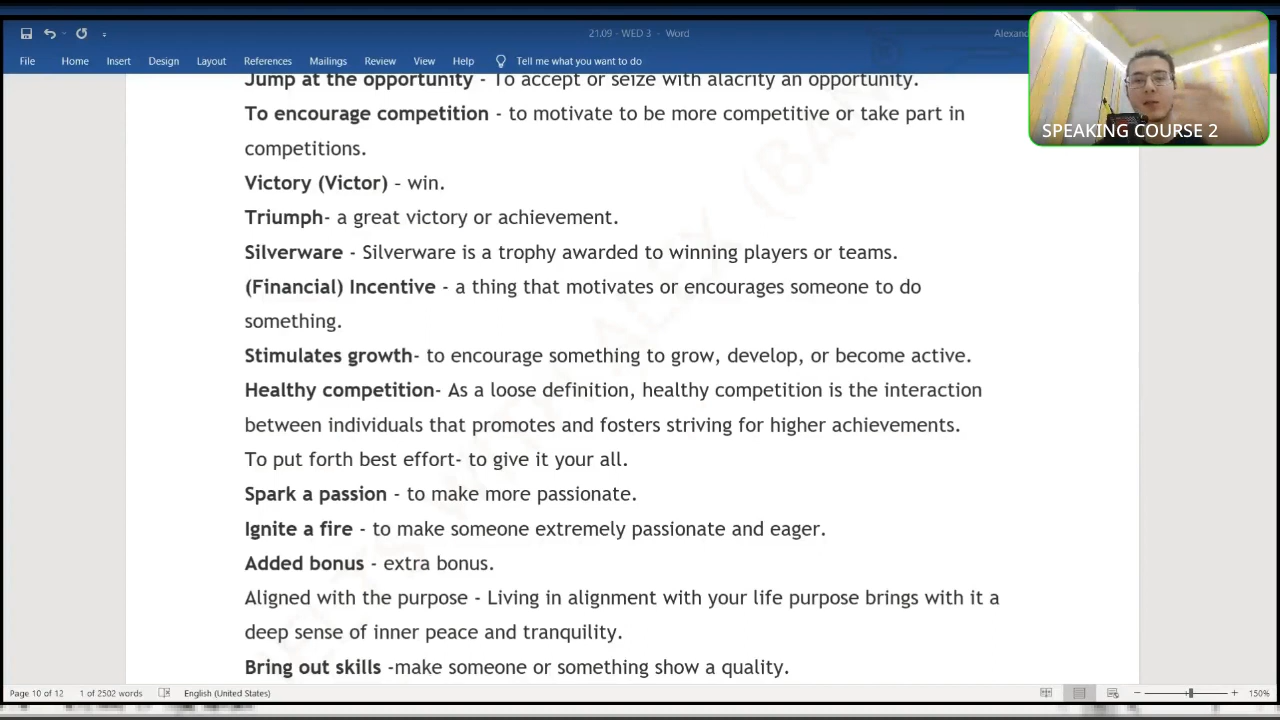 21.09 - WED 3 - Word
File Home Insert Design Layout References Mailings Review View Help Tell me what you want to do
SPEAKING COURSE 2
Jump at the opportunity - To accept or seize with alacrity an opportunity.
To encourage competition - to motivate to be more competitive or take part in
competitions.
Victory (Victor) – win.
Triumph- a great victory or achievement.
Silverware - Silverware is a trophy awarded to winning players or teams.
(Financial) Incentive - a thing that motivates or encourages someone to do
something.
Stimulates growth- to encourage something to grow, develop, or become active.
Healthy competition- As a loose definition, healthy competition is the interaction
between individuals that promotes and fosters striving for higher achievements.
To put forth best effort- to give it your all.
Spark a passion - to make more passionate.
Ignite a fire - to make someone extremely passionate and eager.
Added bonus - extra bonus.
Aligned with the purpose - Living in alignment with your life purpose brings with it a
deep sense of inner peace and tranquility.
Bring out skills -make someone or something show a quality.
Page 10 of 12 1 of 2502 words English (United States) 150%